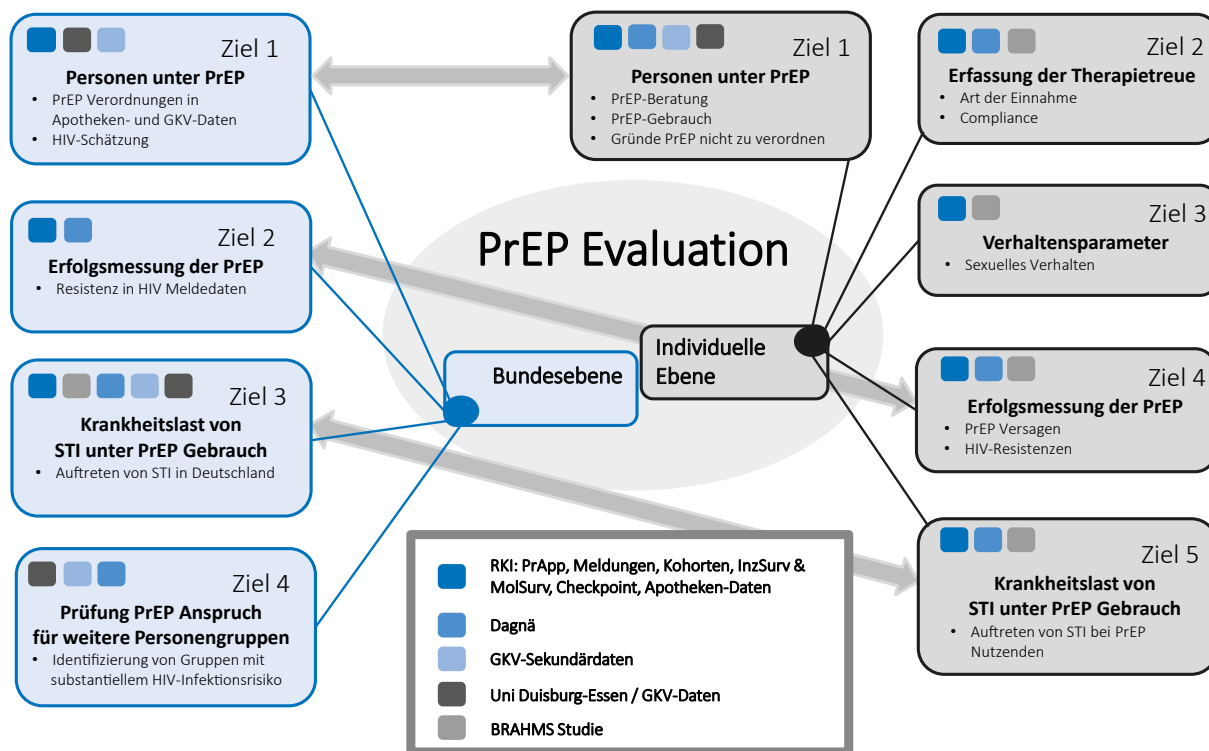 Ziel 1
Personen unter PrEP
• PrEP Verordnungen in
Apotheken- und GKV-Daten
• HIV-Schätzung
Ziel 2
Erfolgsmessung der PrEP
• Resistenz in HIV Meldedaten
Ziel 3
Krankheitslast von
STI unter PrEP Gebrauch
• Auftreten von STI in Deutschland
Ziel 4
Prüfung PrEP Anspruch
für weitere Personengruppen
• Identifizierung von Gruppen mit
substantiellem HIV-Infektionsrisiko
Ziel 1
Personen unter PrEP
• PrEP-Beratung
• PrEP-Gebrauch
• Gründe PrEP nicht zu verordnen
PrEP Evaluation
Bundesebene
Individuelle
Ebene
RKI: PrApp, Meldungen, Kohorten, InzSurv &
MolSurv, Checkpoint, Apotheken-Daten
Dagnä
GKV-Sekundärdaten
Uni Duisburg-Essen / GKV-Daten
BRAHMS Studie
Ziel 2
Erfassung der Therapietreue
• Art der Einnahme
• Compliance
Ziel 3
Verhaltensparameter
• Sexuelles Verhalten
Ziel 4
Erfolgsmessung der PrEP
• PrEP Versagen
• HIV-Resistenzen
Ziel 5
Krankheitslast von
STI unter PrEP Gebrauch
• Auftreten von STI bei PrEP
Nutzenden